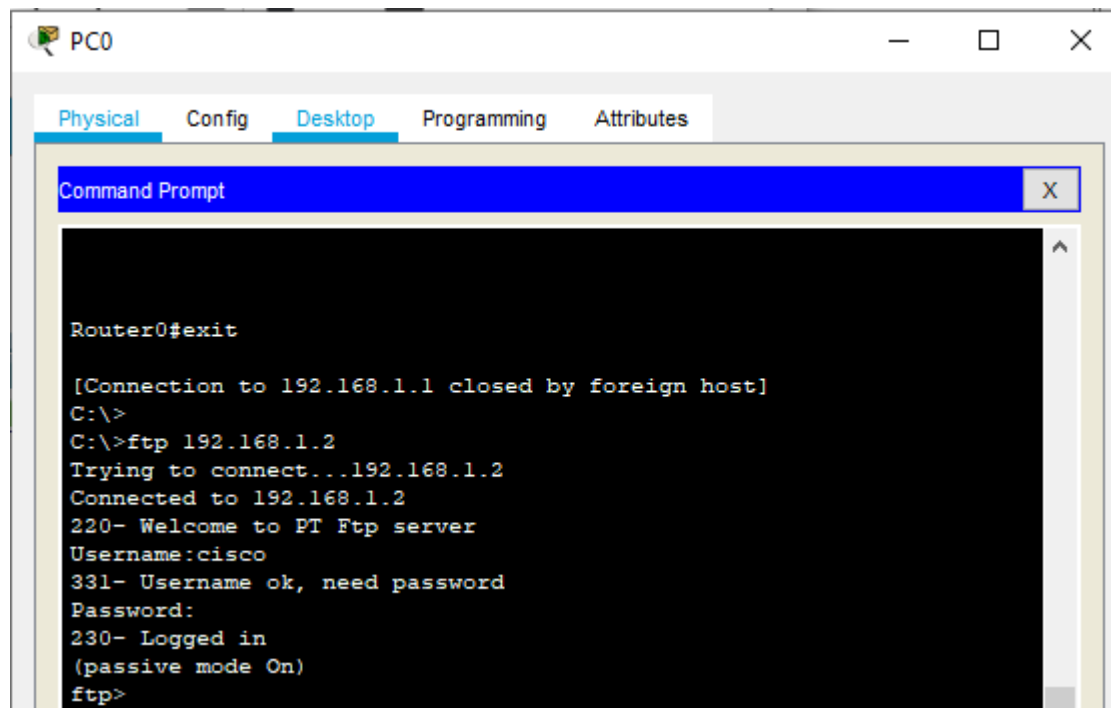 PC0
Physical Config Desktop Programming Attributes
Command Prompt X
Router0#exit
[Connection to 192.168.1.1 closed by foreign host]
C:\>
C:\>ftp 192.168.1.2
Trying to connect...192.168.1.2
Connected to 192.168.1.2
220- Welcome to PT Ftp server
Username:cisco
331- Username ok, need password
Password:
230- Logged in
(passive mode On)
ftp>